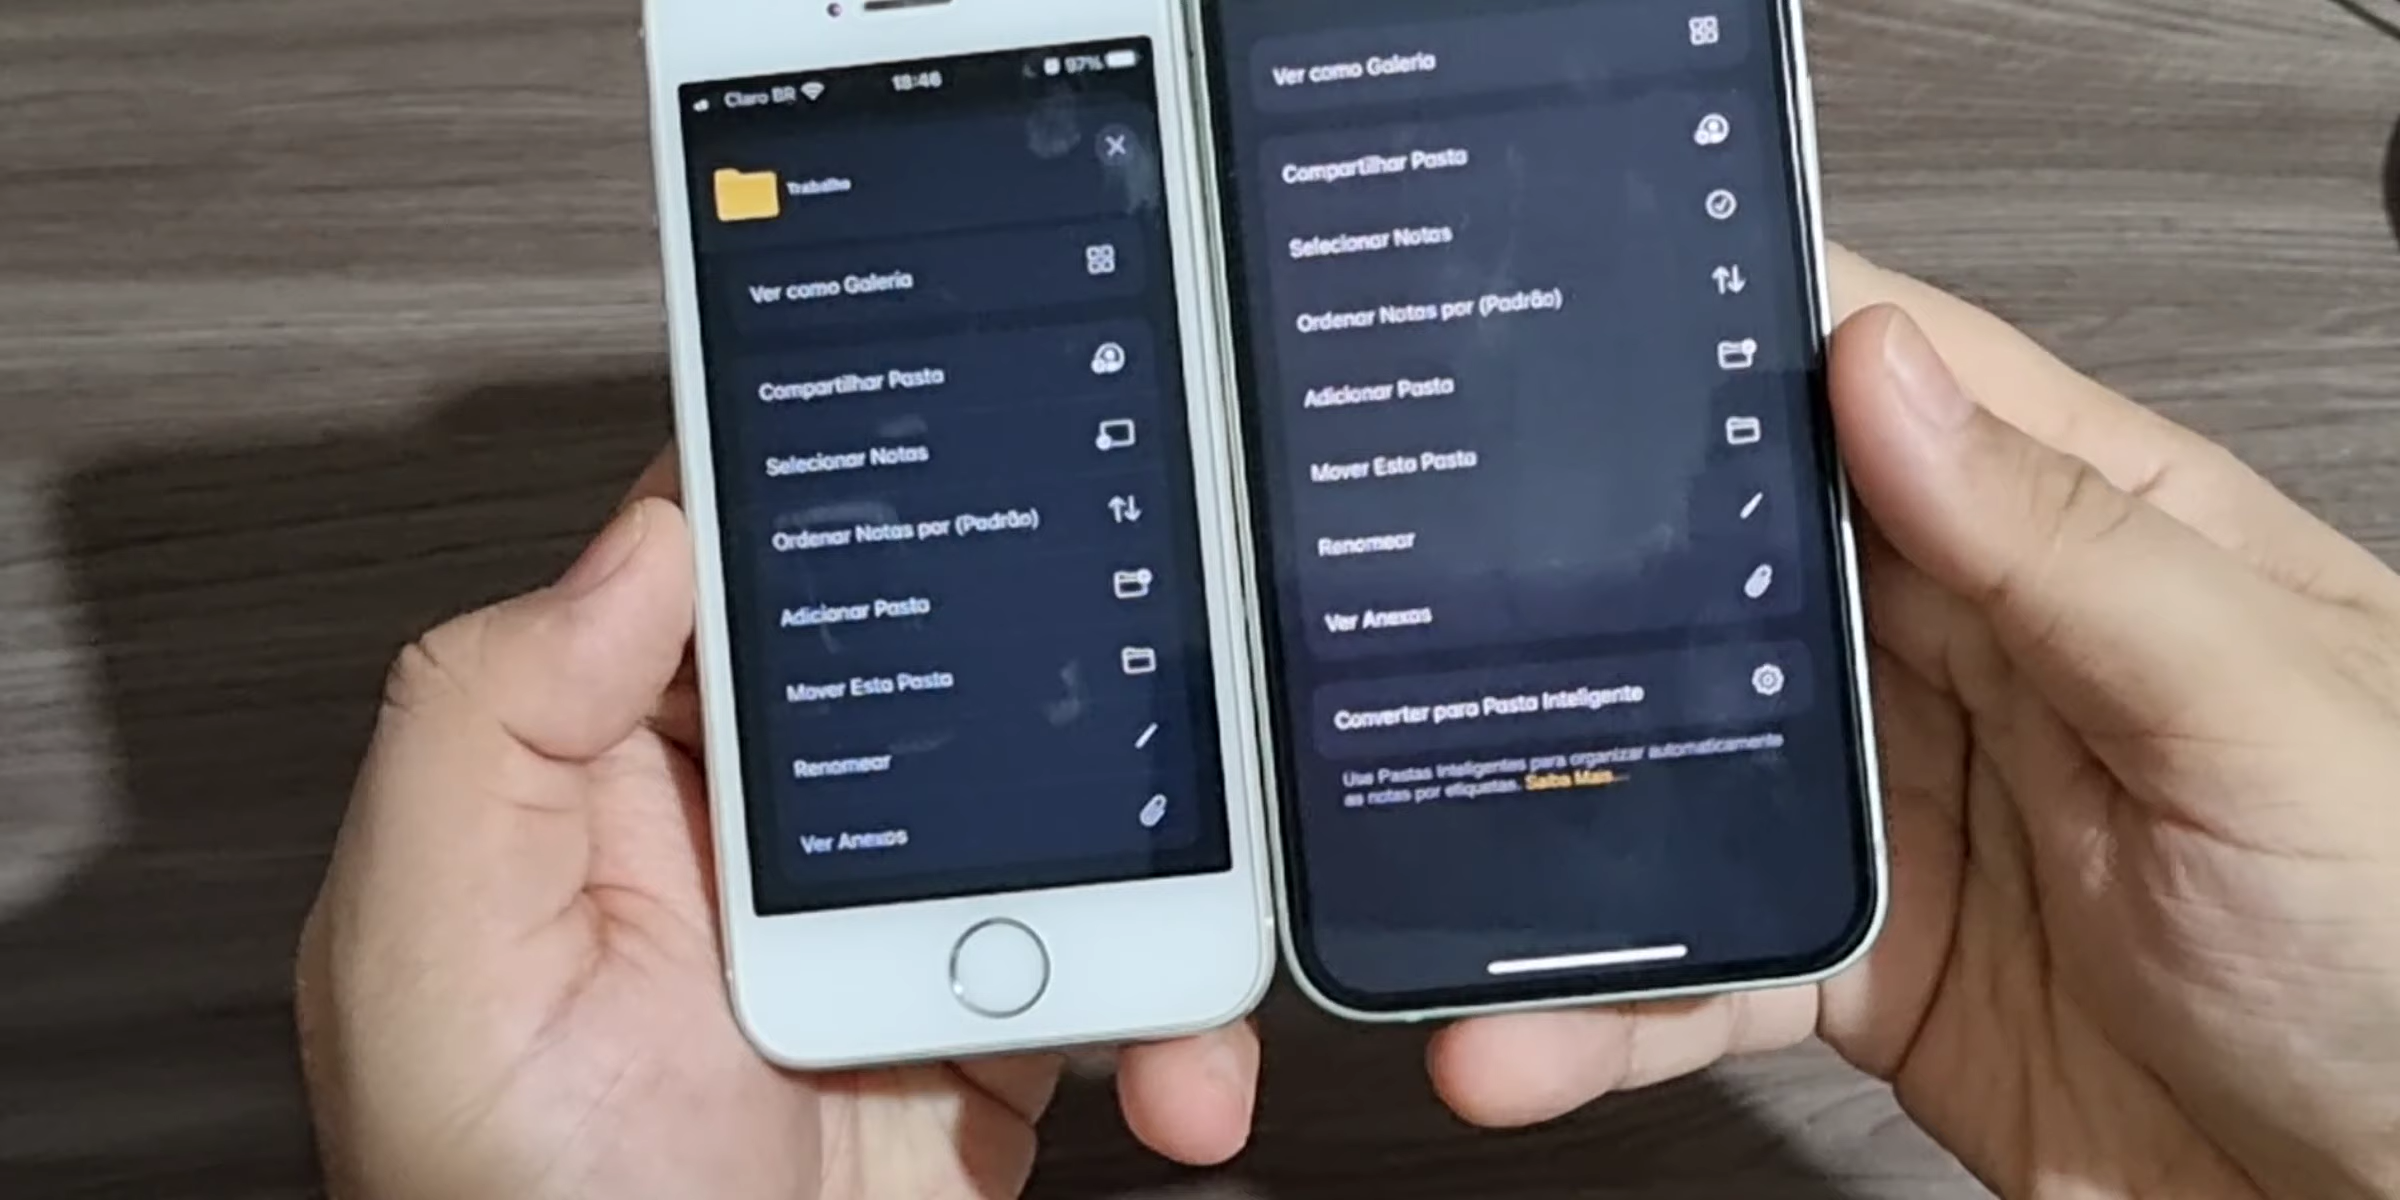 Claro BR 18:46 97%
Trabalho
Ver como Galeria
Compartilhar Pasta
Selecionar Notas
Ordenar Notas por (Padrão)
Adicionar Pasta
Mover Esta Pasta
Renomear
Ver Anexos
Ver como Galeria
Compartilhar Pasta
Selecionar Notas
Ordenar Notas por (Padrão)
Adicionar Pasta
Mover Esta Pasta
Renomear
Ver Anexos
Converter para Pasta Inteligente
Use Pastas Inteligentes para organizar automaticamente
as notas por etiquetas. Saiba Mais...